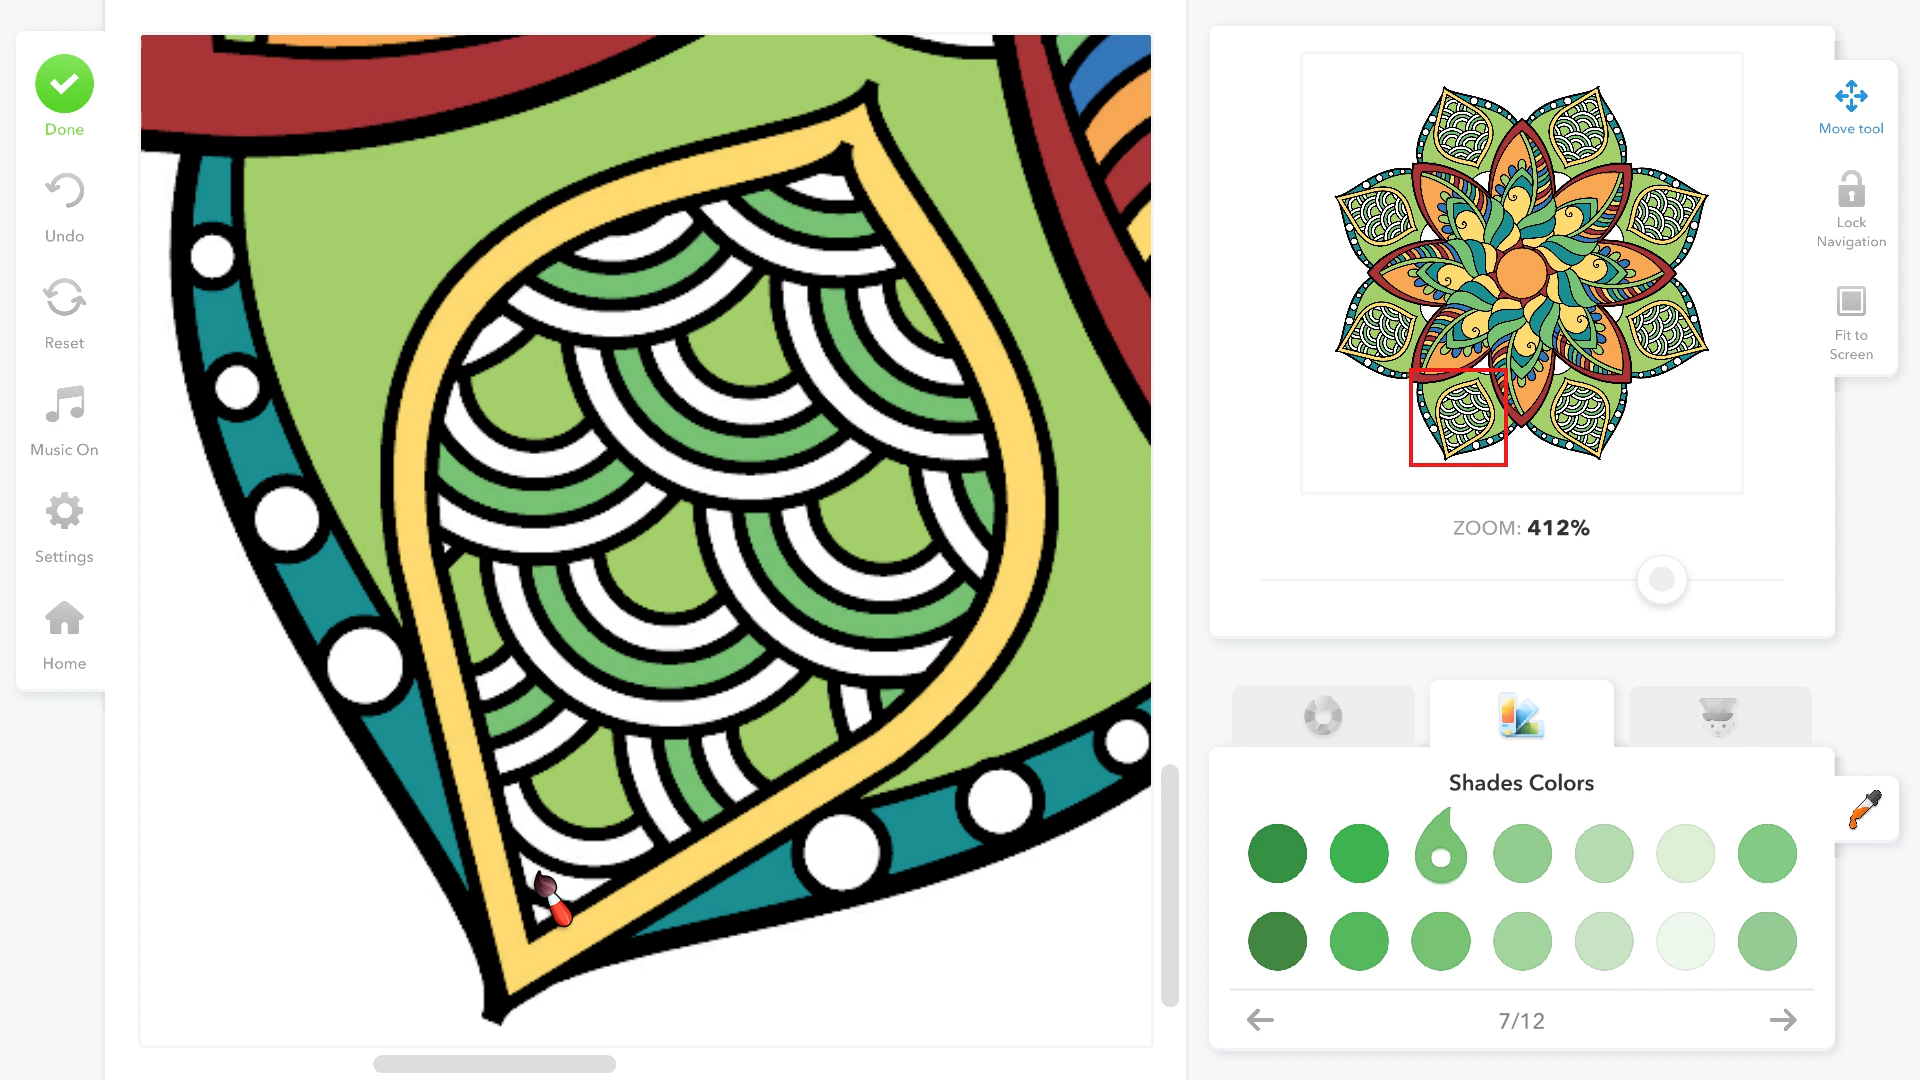 Done
Undo
Reset
Music On
Settings
Home
Move tool
Lock
Navigation
Fit to
Screen
ZOOM: 412%
Shades Colors
7/12